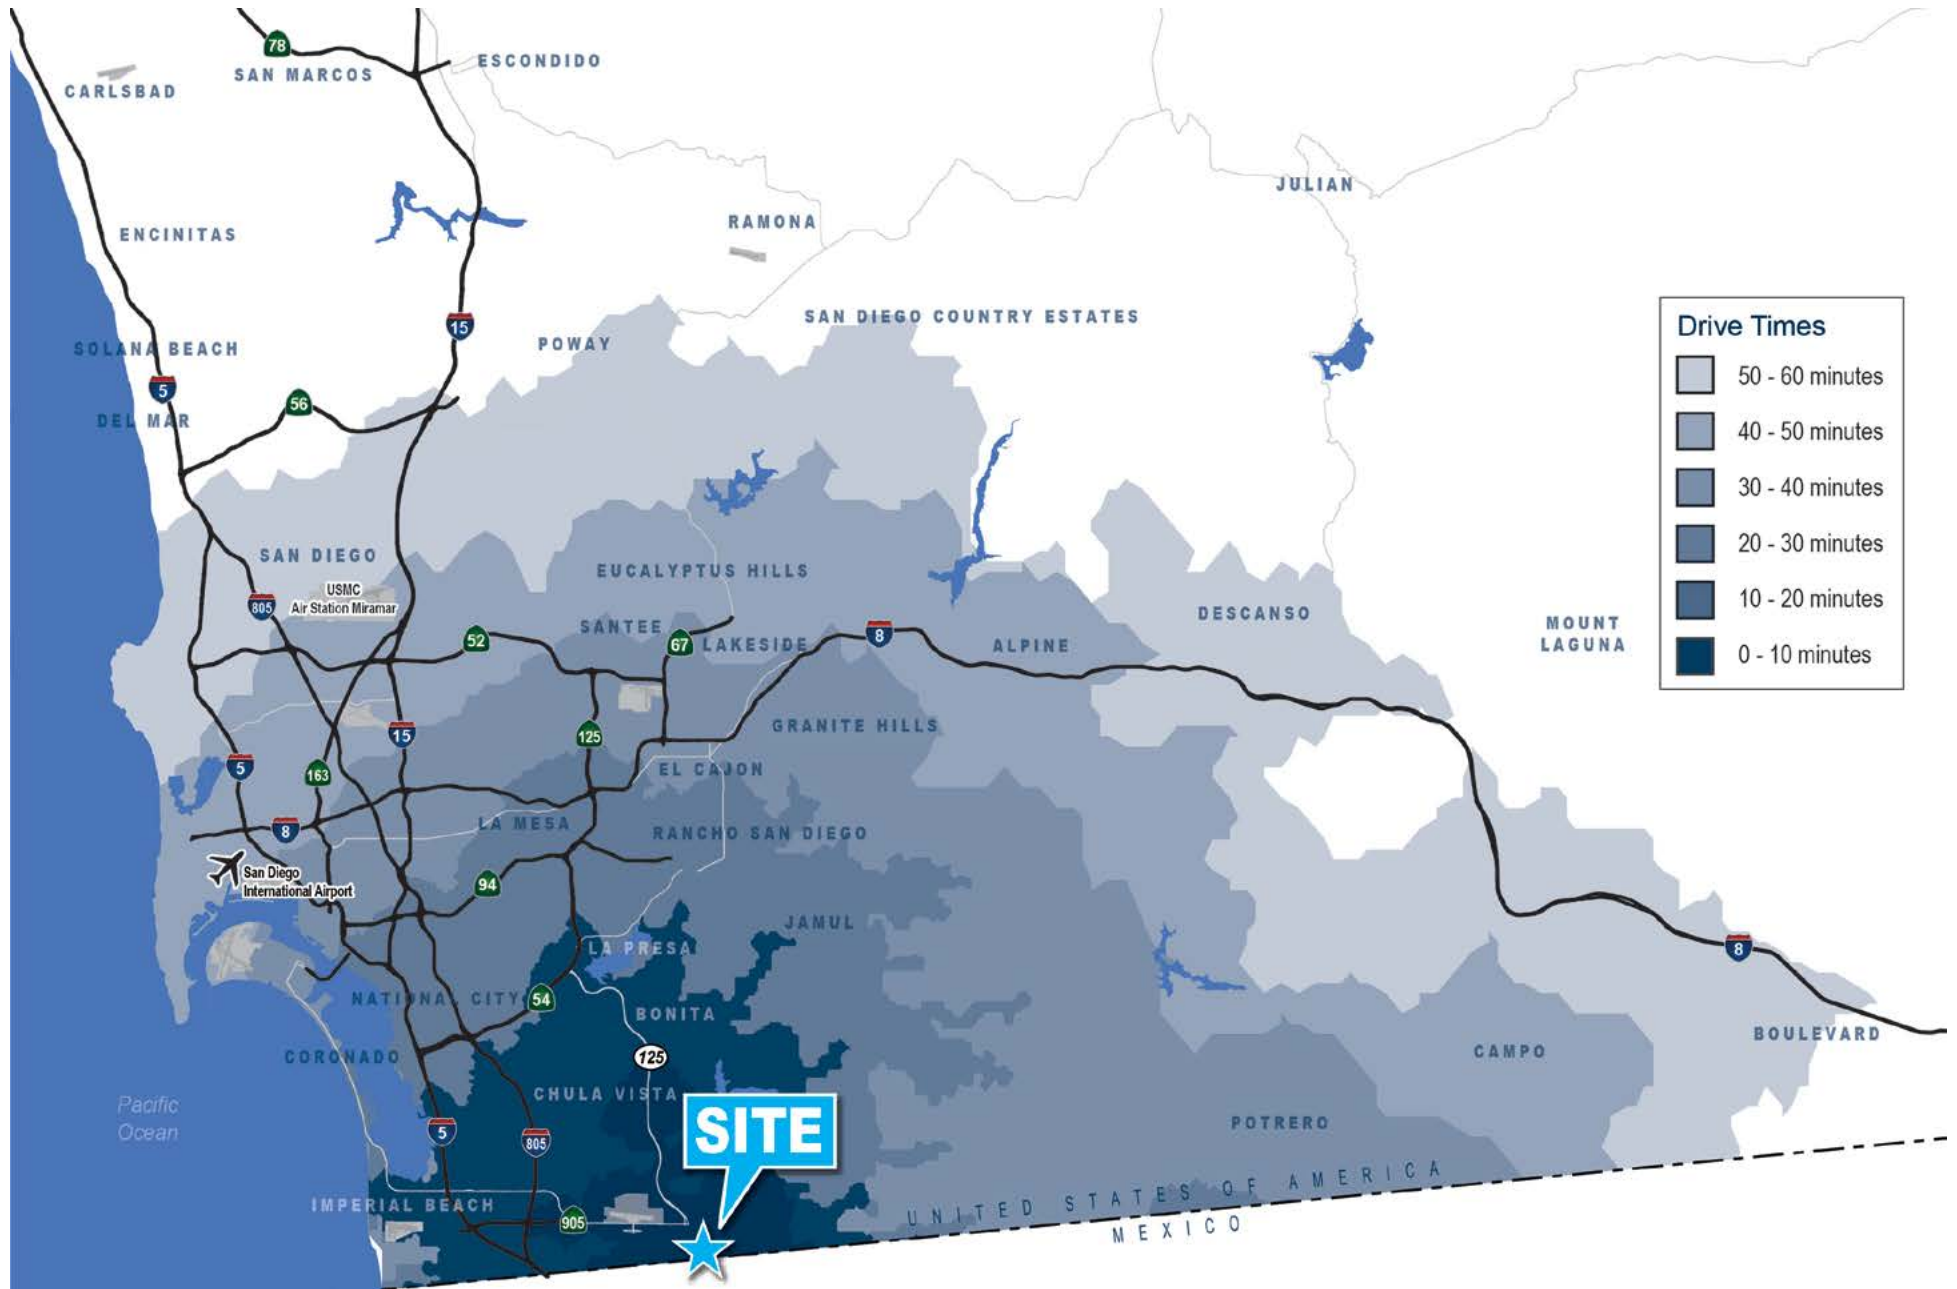 78
SAN MARCOS
ESCONDIDO
CARLSBAD
JULIAN
ENCINITAS
RAMONA
15
SAN DIEGO COUNTRY ESTATES
POWAY
SOLANA BEACH
5
56
DEL MAR
Drive Times
50 - 60 minutes
40 - 50 minutes
30 - 40 minutes
20 - 30 minutes
10 - 20 minutes
0 - 10 minutes
SAN DIEGO
USMC
Air Station Miramar
805
EUCALYPTUS HILLS
SANTEE
52
67
LAKESIDE
8
ALPINE
DESCANSO
MOUNT
LAGUNA
15
125
GRANITE HILLS
5
163
EL CAJON
8
LA MESA
RANCHO SAN DIEGO
San Diego
International Airport
94
JAMUL
LA PRESA
8
NATIONAL CITY
54
BONITA
BOULEVARD
CORONADO
125
CAMPO
CHULA VISTA
Pacific
Ocean
5
805
SITE
POTRERO
IMPERIAL BEACH
905
UNITED STATES OF AMERICA
MEXICO